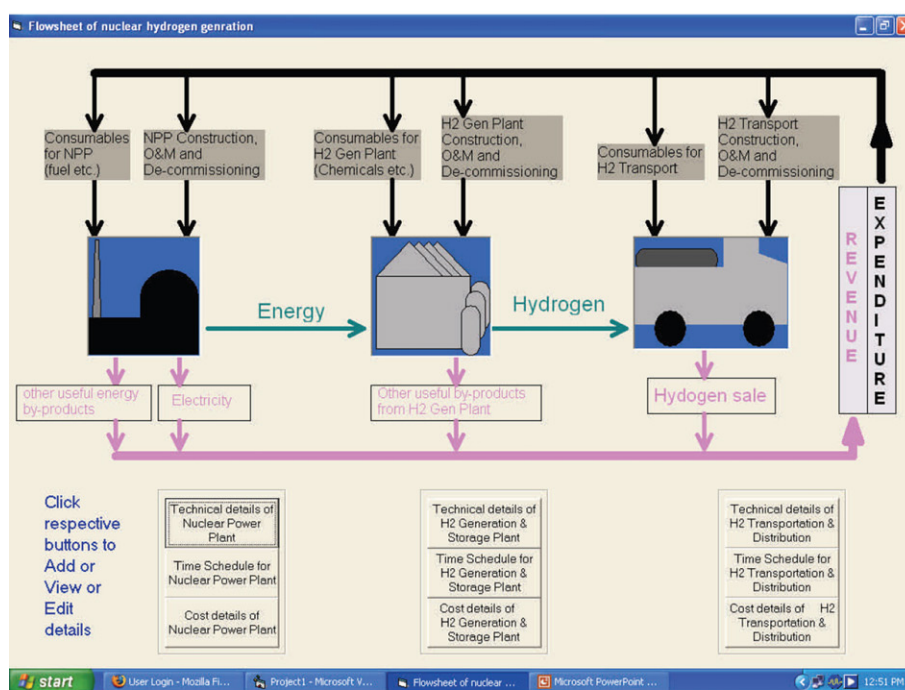 Flowsheet of nuclear hydrogen genration
Consumables
for NPP
(fuel etc.)
NPP Construction,
O&M and
De-commissioning
Consumables for
H2 Gen Plant
(Chemicals etc.)
H2 Gen Plant
Construction,
O&M and
De-commissioning
Consumables for
H2 Transport
H2 Transport
Construction,
O&M and
De-commissioning
REVENUE
EXPENDITURE
Energy
Hydrogen
other useful energy
by-products
Electricity
Other useful by-products
from H2 Gen Plant
Hydogen sale
Click
respective
buttons to
Add or
View or
Edit
details
Technical details of
Nuclear Power
Plant
Time Schedule for
Nuclear Power Plant
Cost details of
Nuclear Power Plant
Technical details of
H2 Generation &
Storage Plant
Time Schedule for
H2 Generation &
Storage Plant
Cost details of
H2 Generation &
Storage Plant
Technical details of
H2 Transportation &
Distribution
Time Schedule for
H2 Transportation &
Distribution
Cost details of H2
Transportation &
Distribution
start
User Login - Mozilla Fi...
Project1 - Microsoft V...
Flowsheet of nuclear ...
Microsoft PowerPoint ...
12:51 PM